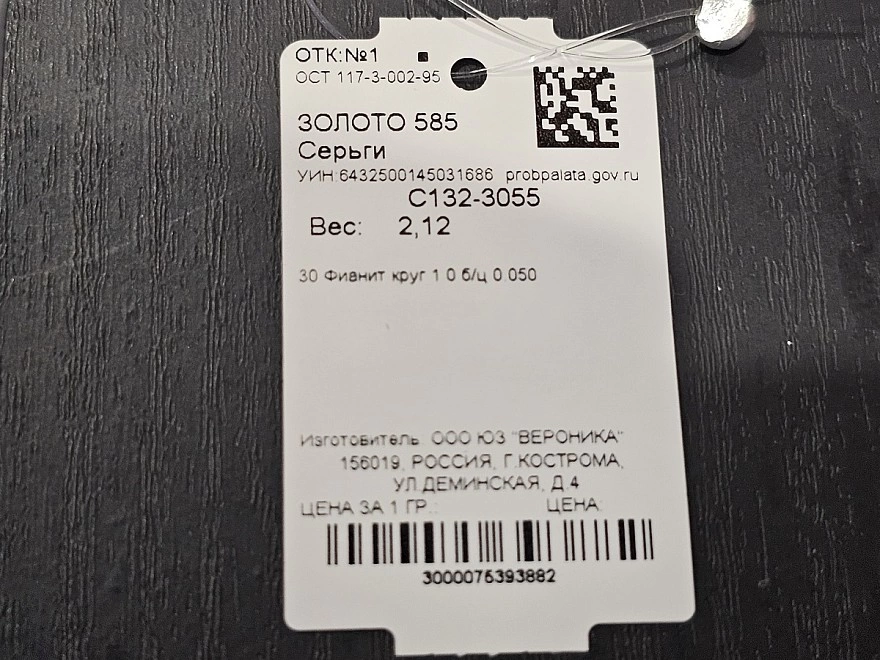 ОТК:№1
ОСТ 117-3-002-95
ЗОЛОТО 585
Серьги
УИН:6432500145031686 probpalata.gov.ru
С132-3055
Вес: 2,12
30 Фианит круг 1.0 б/ц 0.050
Изготовитель: ООО ЮЗ "ВЕРОНИКА"
156019, РОССИЯ, Г.КОСТРОМА,
УЛ.ДЕМИНСКАЯ, Д.4
ЦЕНА ЗА 1 ГР.: ЦЕНА:
3000076393882